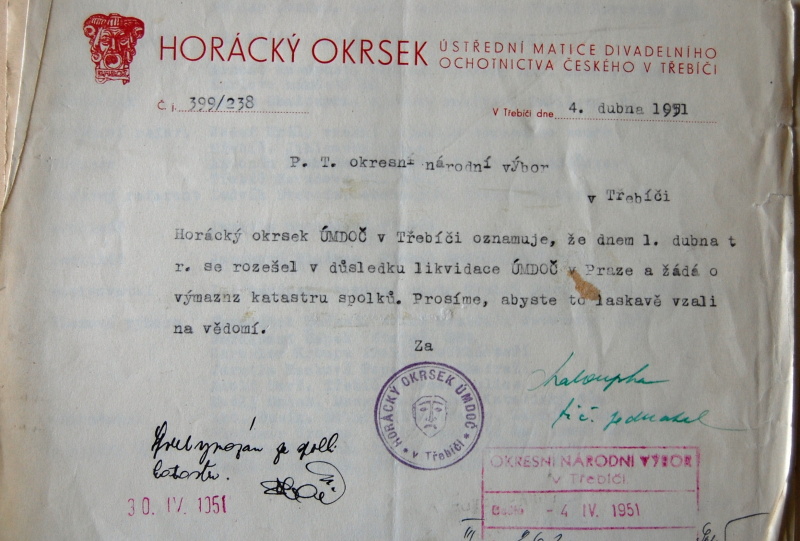 HORÁCKÝ OKRSEK ÚSTŘEDNÍ MATICE DIVADELNÍHO
OCHOTNICTVA ČESKÉHO V TŘEBÍČI
Č. j. 399/238
V Třebíči dne 4. dubna 1951
P. T. okresní národní výbor
v Třebíči
Horácký okrsek ÚMDOČ v Třebíči oznamuje, že dnem 1. dubna t
r. se rozešel v důsledku likvidace ÚMDOČ v Praze a žádá o
výmaznz katastru spolků. Prosíme, abyste to laskavě vzali
na vědomí.
Za
HORÁCKÝ OKRSEK ÚMDOČ
v Třebíči
t.č. jednatel
30. IV. 1951
OKRESNÍ NÁRODNÍ VÝBOR
v Třebíči.
- 4 IV. 1951